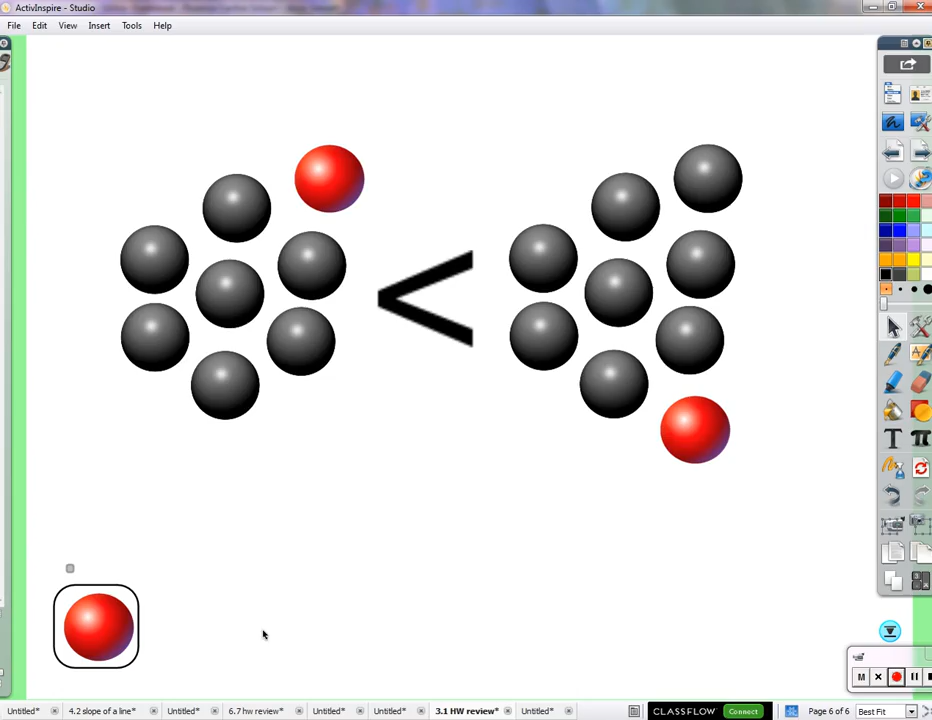 ActivInspire - Studio
File Edit View Insert Tools Help
<
T π
M
Untitled* 4.2 slope of a line* Untitled* 6.7 hw review* Untitled* Untitled* 3.1 HW review* Untitled* CLASSFLOW Connect Page 6 of 6 Best Fit